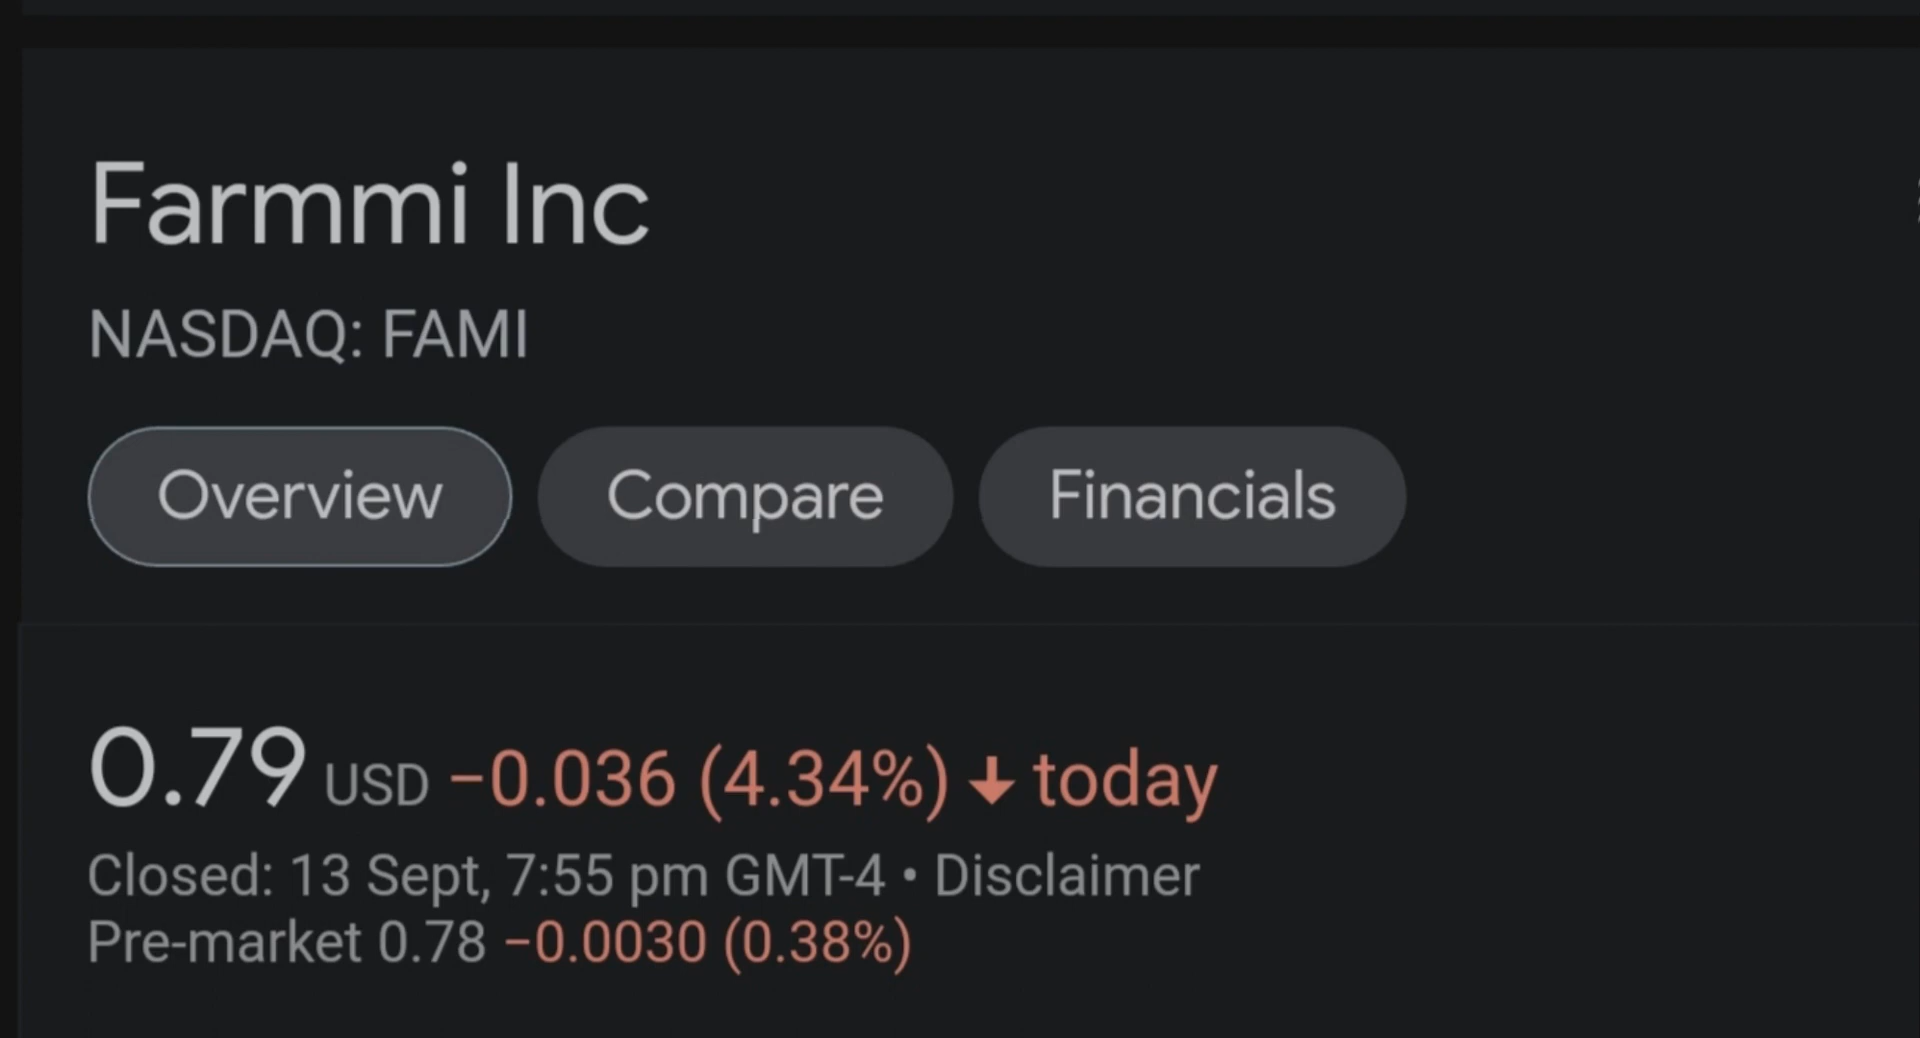 Farmmi Inc
NASDAQ: FAMI
Overview Compare Financials
0.79 USD −0.036 (4.34%) ↓ today
Closed: 13 Sept, 7:55 pm GMT-4 • Disclaimer
Pre-market 0.78 −0.0030 (0.38%)